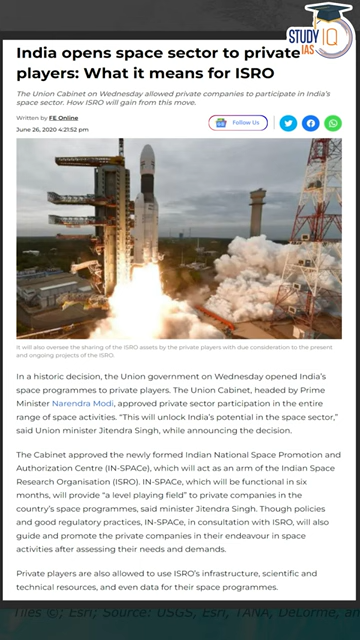 STUDY IQ
IAS
India opens space sector to private
players: What it means for ISRO
The Union Cabinet on Wednesday allowed private companies to participate in India's
space sector. How ISRO will gain from this move.
Written by FE Online
June 26, 2020 4:21:52 pm
Follow Us
It will also oversee the sharing of the ISRO assets by the private players with due consideration to the present
and ongoing projects of the ISRO.
In a historic decision, the Union government on Wednesday opened India's
space programmes to private players. The Union Cabinet, headed by Prime
Minister Narendra Modi, approved private sector participation in the entire
range of space activities. “This will unlock India's potential in the space sector,”
said Union minister Jitendra Singh, while announcing the decision.
The Cabinet approved the newly formed Indian National Space Promotion and
Authorization Centre (IN-SPACe), which will act as an arm of the Indian Space
Research Organisation (ISRO). IN-SPACe, which will be functional in six
months, will provide “a level playing field” to private companies in the
country's space programmes, said minister Jitendra Singh. Though policies
and good regulatory practices, IN-SPACe, in consultation with ISRO, will also
guide and promote the private companies in their endeavour in space
activities after assessing their needs and demands.
Private players are also allowed to use ISRO's infrastructure, scientific and
technical resources, and even data for their space programmes.
Tiles ©; Esri; Source: USGS, Esri, TANA, DeLorme, an